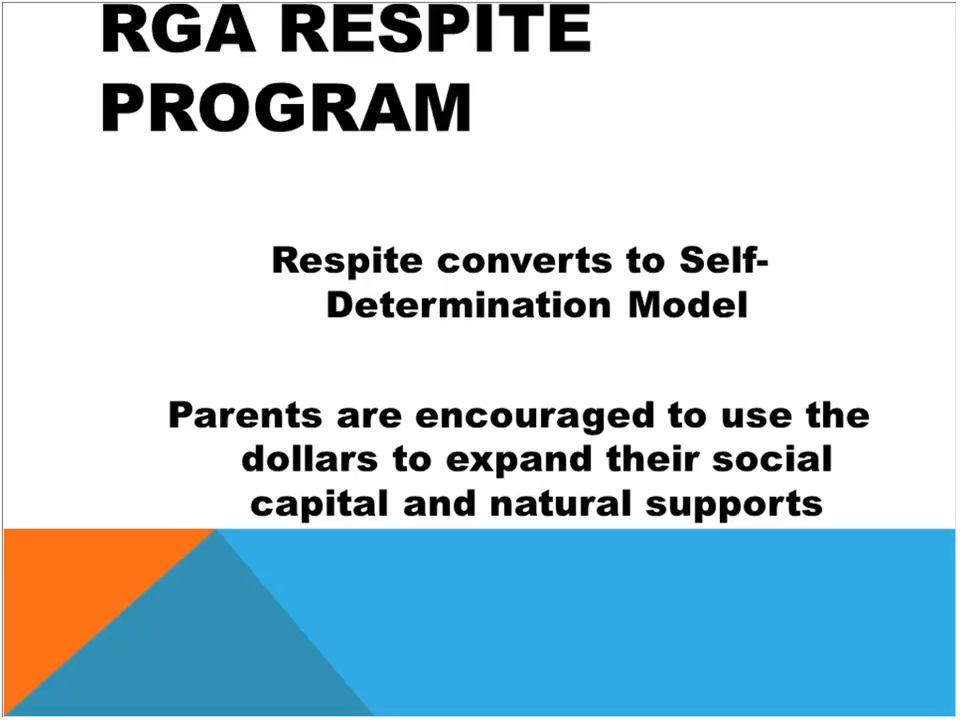 RGA RESPITE
PROGRAM
Respite converts to Self-
Determination Model
Parents are encouraged to use the
dollars to expand their social
capital and natural supports